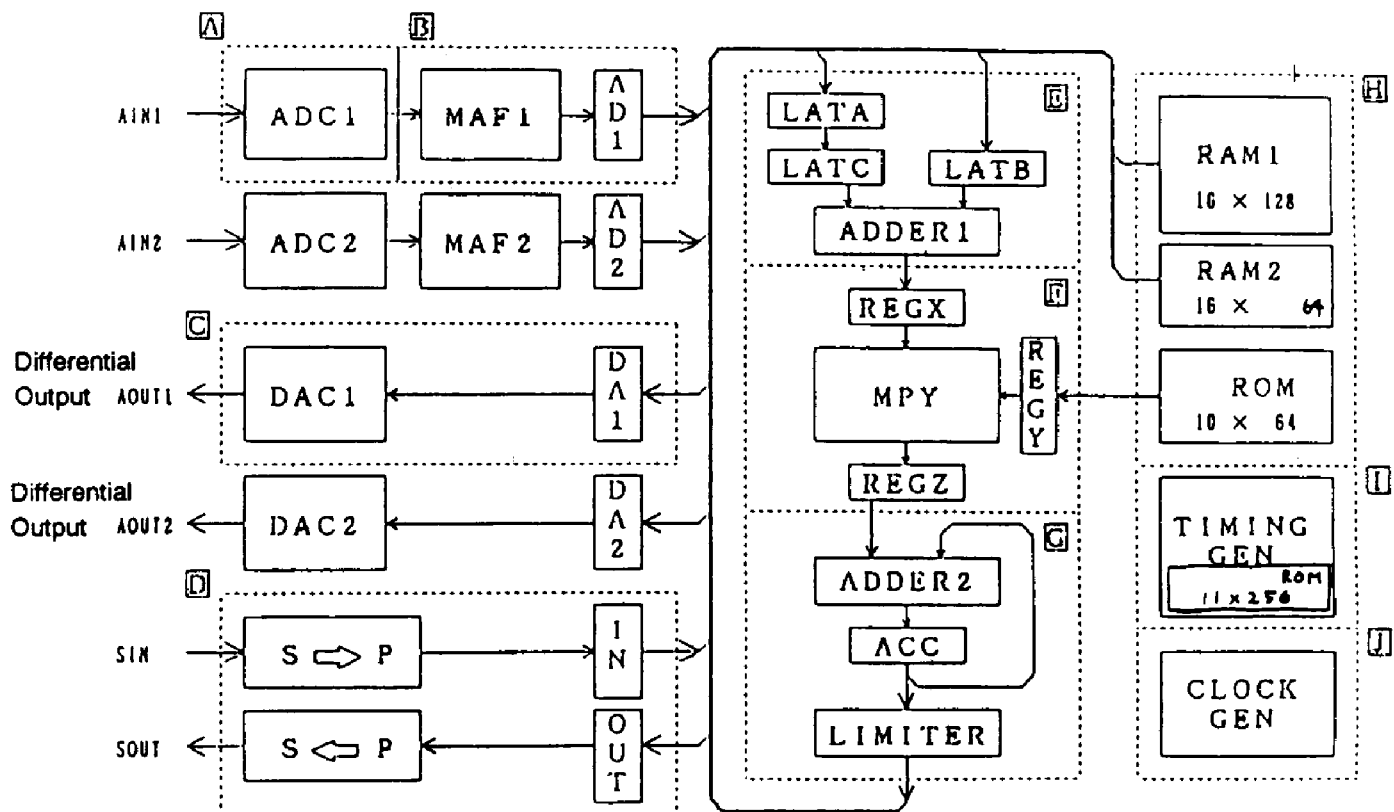 A
B
AIN1
ADC1
MAF1
AD1
AIN2
ADC2
MAF2
AD2
C
Differential
Output AOUT1
DAC1
DA1
Differential
Output AOUT2
DAC2
DA2
D
SIN
S P
IN
SOUT
S P
OUT
E
LATA
LATC
LATB
ADDER1
F
REGX
MPY
REGY
REGZ
G
ADDER2
ACC
LIMITER
H
RAM1
16 × 128
RAM2
16 × 64
ROM
10 × 64
I
TIMING
GEN
ROM
11 × 256
J
CLOCK
GEN